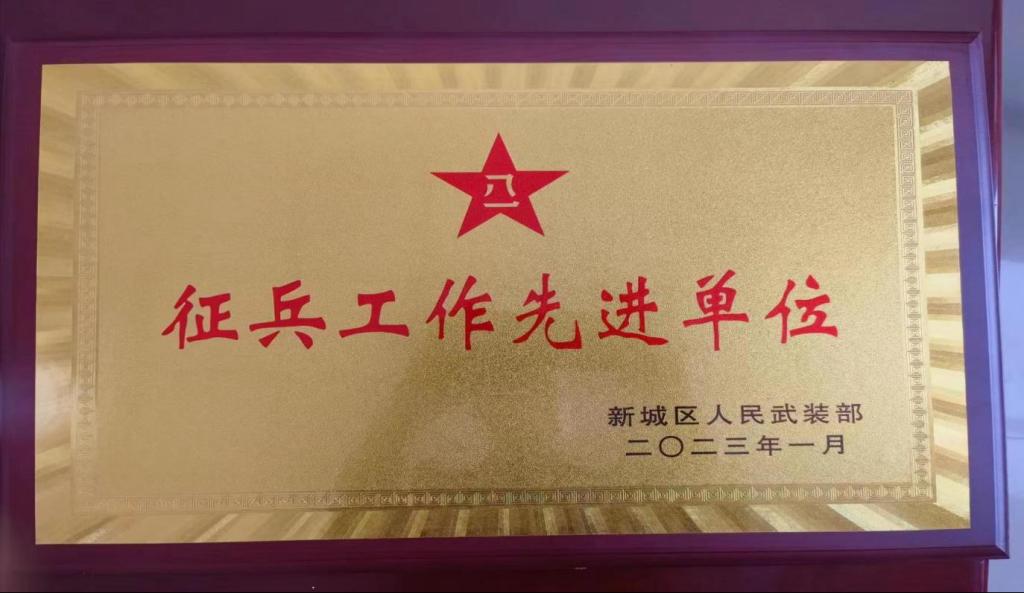 八一
征兵工作先进单位
新城区人民武装部
二〇二三年一月